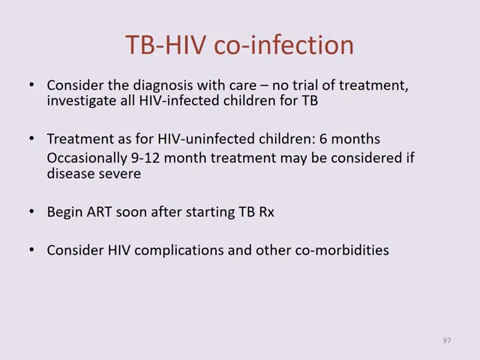 TB-HIV co-infection
• Consider the diagnosis with care – no trial of treatment,
investigate all HIV-infected children for TB
• Treatment as for HIV-uninfected children: 6 months
Occasionally 9-12 month treatment may be considered if
disease severe
• Begin ART soon after starting TB Rx
• Consider HIV complications and other co-morbidities
97